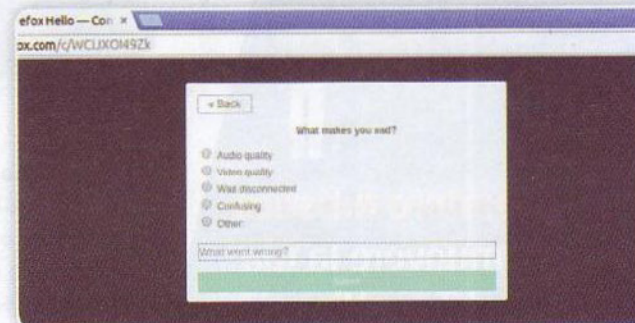 efox Hello — Con ×
ox.com/c/WCIJXOI49Zk
« Back
What makes you sad?
Audio quality
Video quality
Was disconnected
Confusing
Other:
What went wrong?